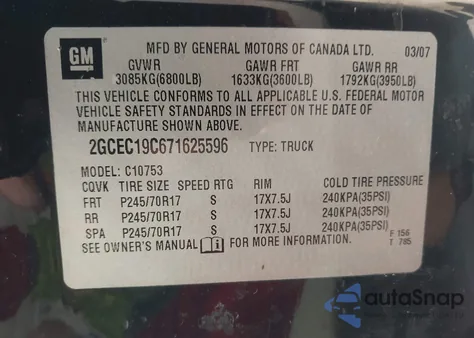 GM
MFD BY GENERAL MOTORS OF CANADA LTD. 03/07
GVWR GAWR FRT GAWR RR
3085KG(6800LB) 1633KG(3600LB) 1792KG(3950LB)
THIS VEHICLE CONFORMS TO ALL APPLICABLE U.S. FEDERAL MOTOR
VEHICLE SAFETY STANDARDS IN EFFECT ON THE DATE OF
MANUFACTURE SHOWN ABOVE.
2GCEC19C671625596 TYPE: TRUCK
MODEL: C10753
CQVK TIRE SIZE SPEED RTG RIM COLD TIRE PRESSURE
FRT P245/70R17 S 17X7.5J 240KPA(35PSI)
RR P245/70R17 S 17X7.5J 240KPA(35PSI)
SPA P245/70R17 S 17X7.5J 240KPA(35PSI)
SEE OWNER'S MANUAL i FOR MORE INFORMATION. F 156
T 785
autaSnap